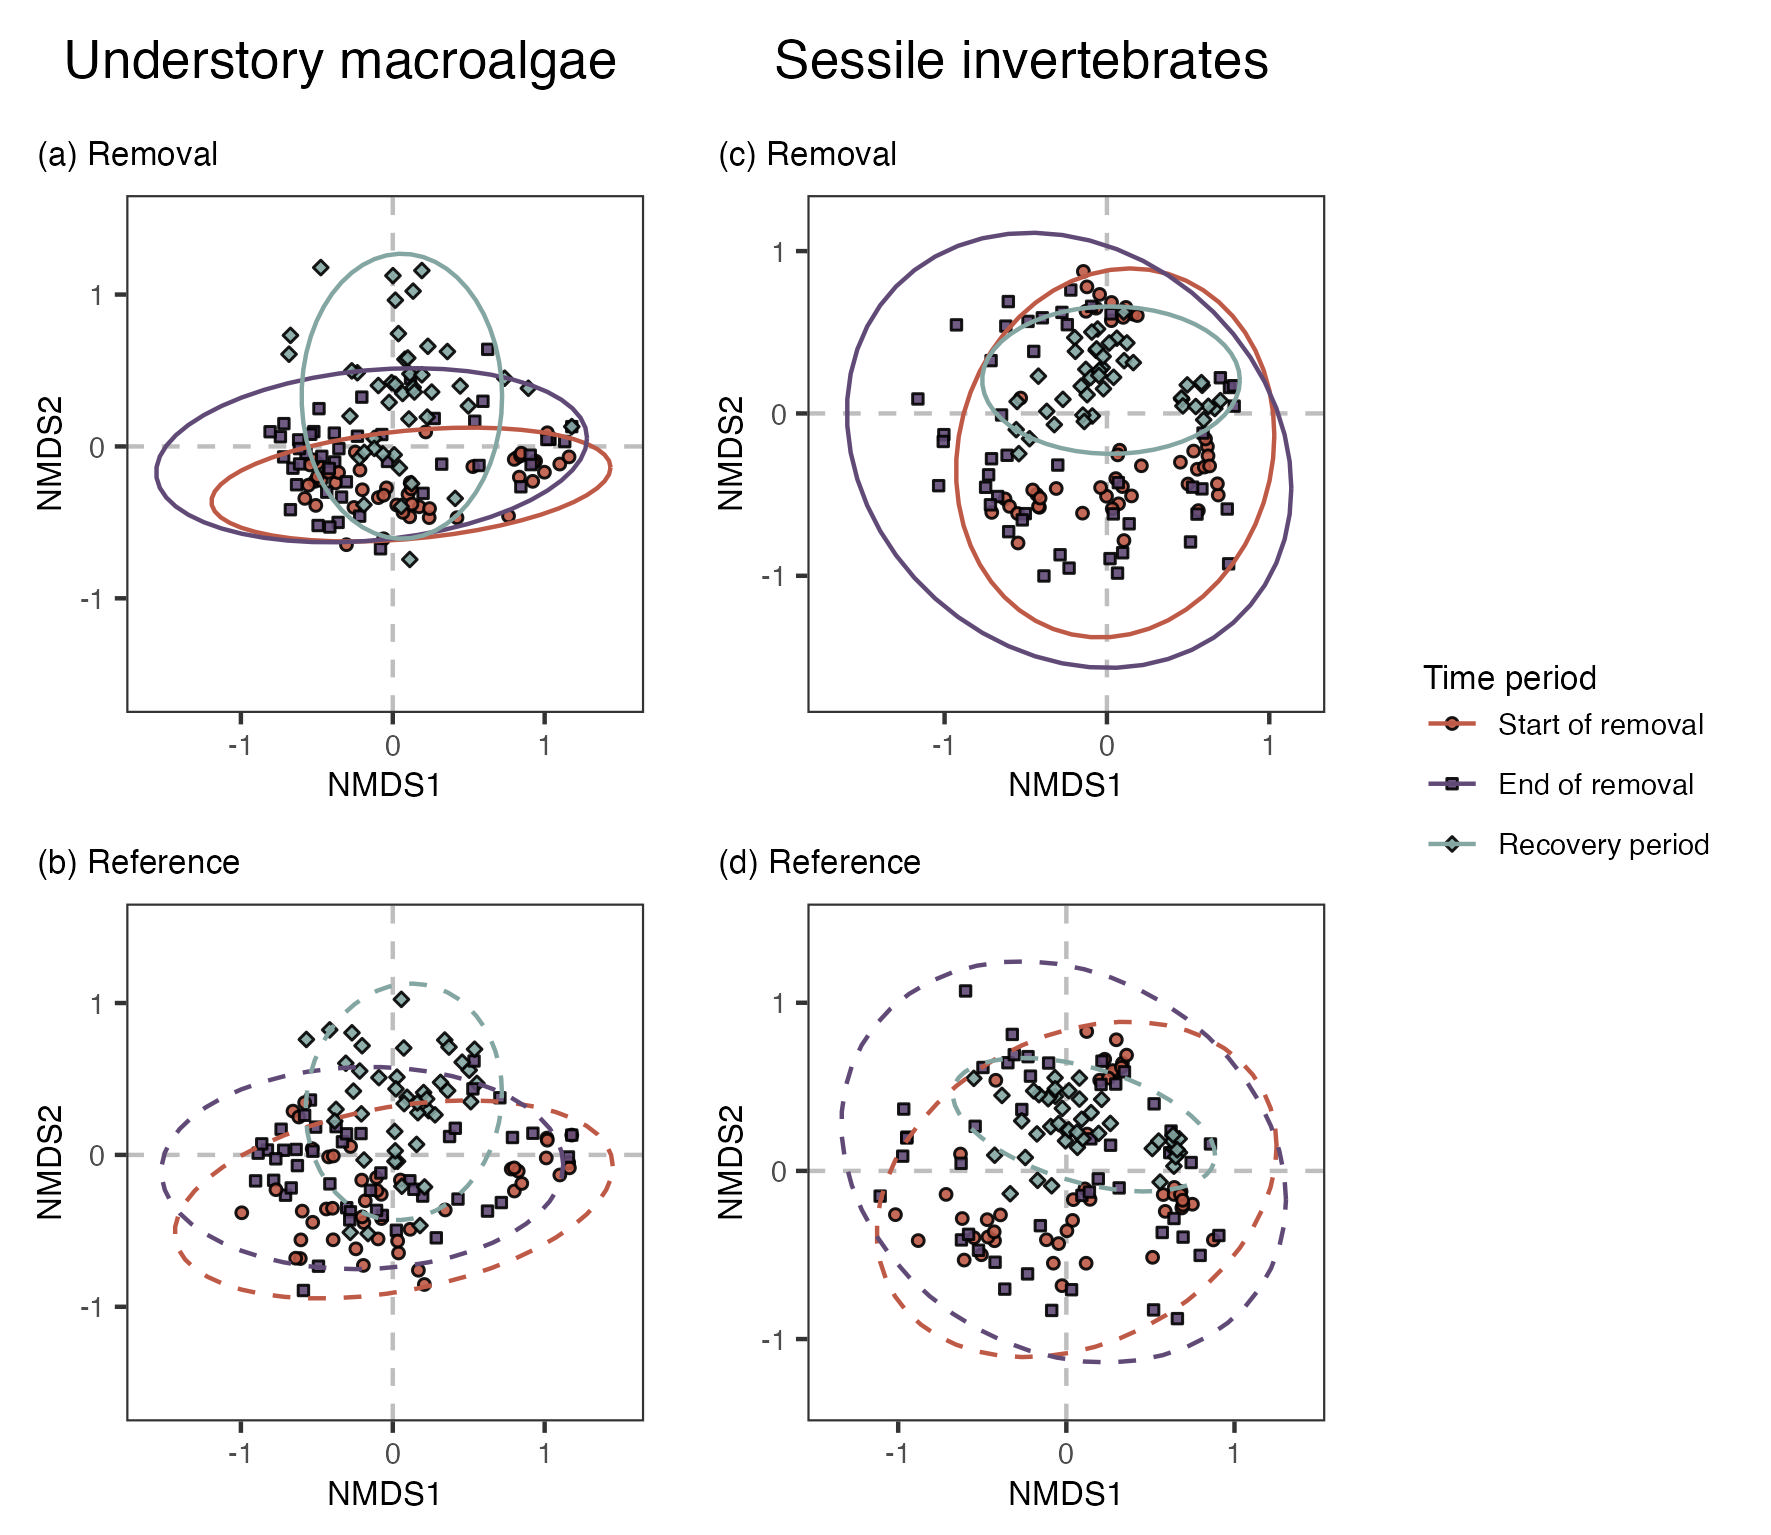 Understory macroalgae
Sessile invertebrates
(a) Removal
1
0
-1
NMDS2
-1
0
1
NMDS1
(c) Removal
1
0
-1
NMDS2
-1
0
1
NMDS1
(b) Reference
1
0
-1
NMDS2
-1
0
1
NMDS1
(d) Reference
1
0
-1
NMDS2
-1
0
1
NMDS1
Time period
Start of removal
End of removal
Recovery period